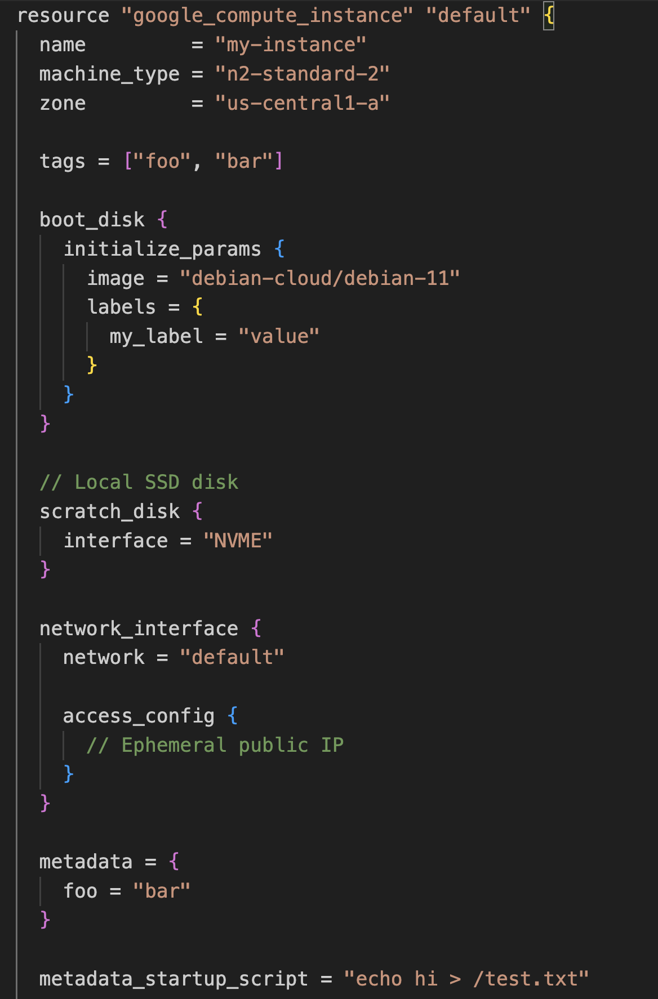 resource "google_compute_instance" "default" {
  name         = "my-instance"
  machine_type = "n2-standard-2"
  zone         = "us-central1-a"

  tags = ["foo", "bar"]

  boot_disk {
    initialize_params {
      image = "debian-cloud/debian-11"
      labels = {
        my_label = "value"
      }
    }
  }

  // Local SSD disk
  scratch_disk {
    interface = "NVME"
  }

  network_interface {
    network = "default"

    access_config {
      // Ephemeral public IP
    }
  }

  metadata = {
    foo = "bar"
  }

  metadata_startup_script = "echo hi > /test.txt"